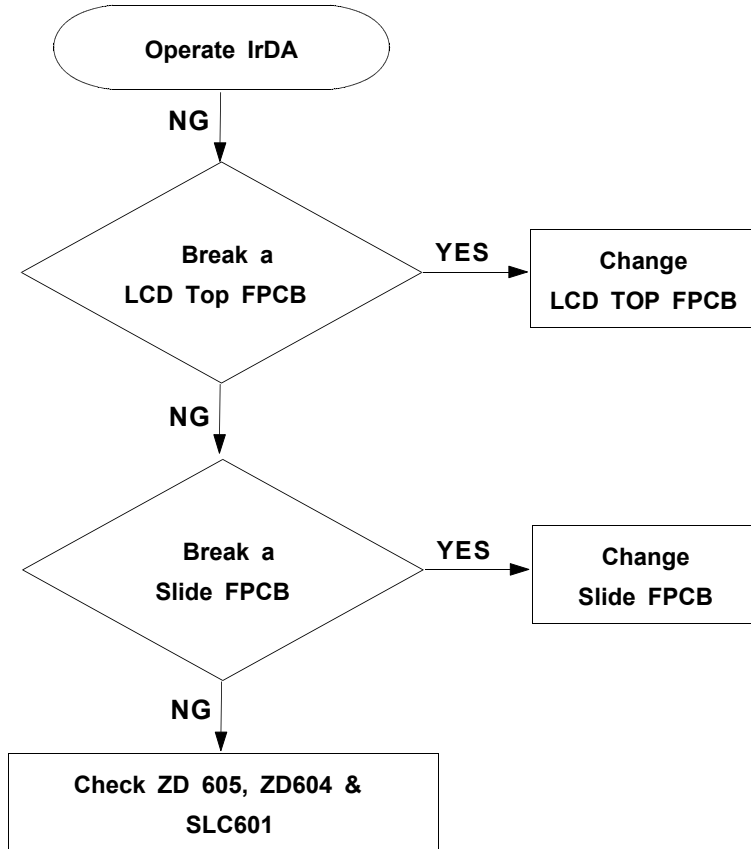 Operate IrDA
NG
Break a
LCD Top FPCB
YES
Change
LCD TOP FPCB
NG
Break a
Slide FPCB
YES
Change
Slide FPCB
NG
Check ZD 605, ZD604 &
SLC601